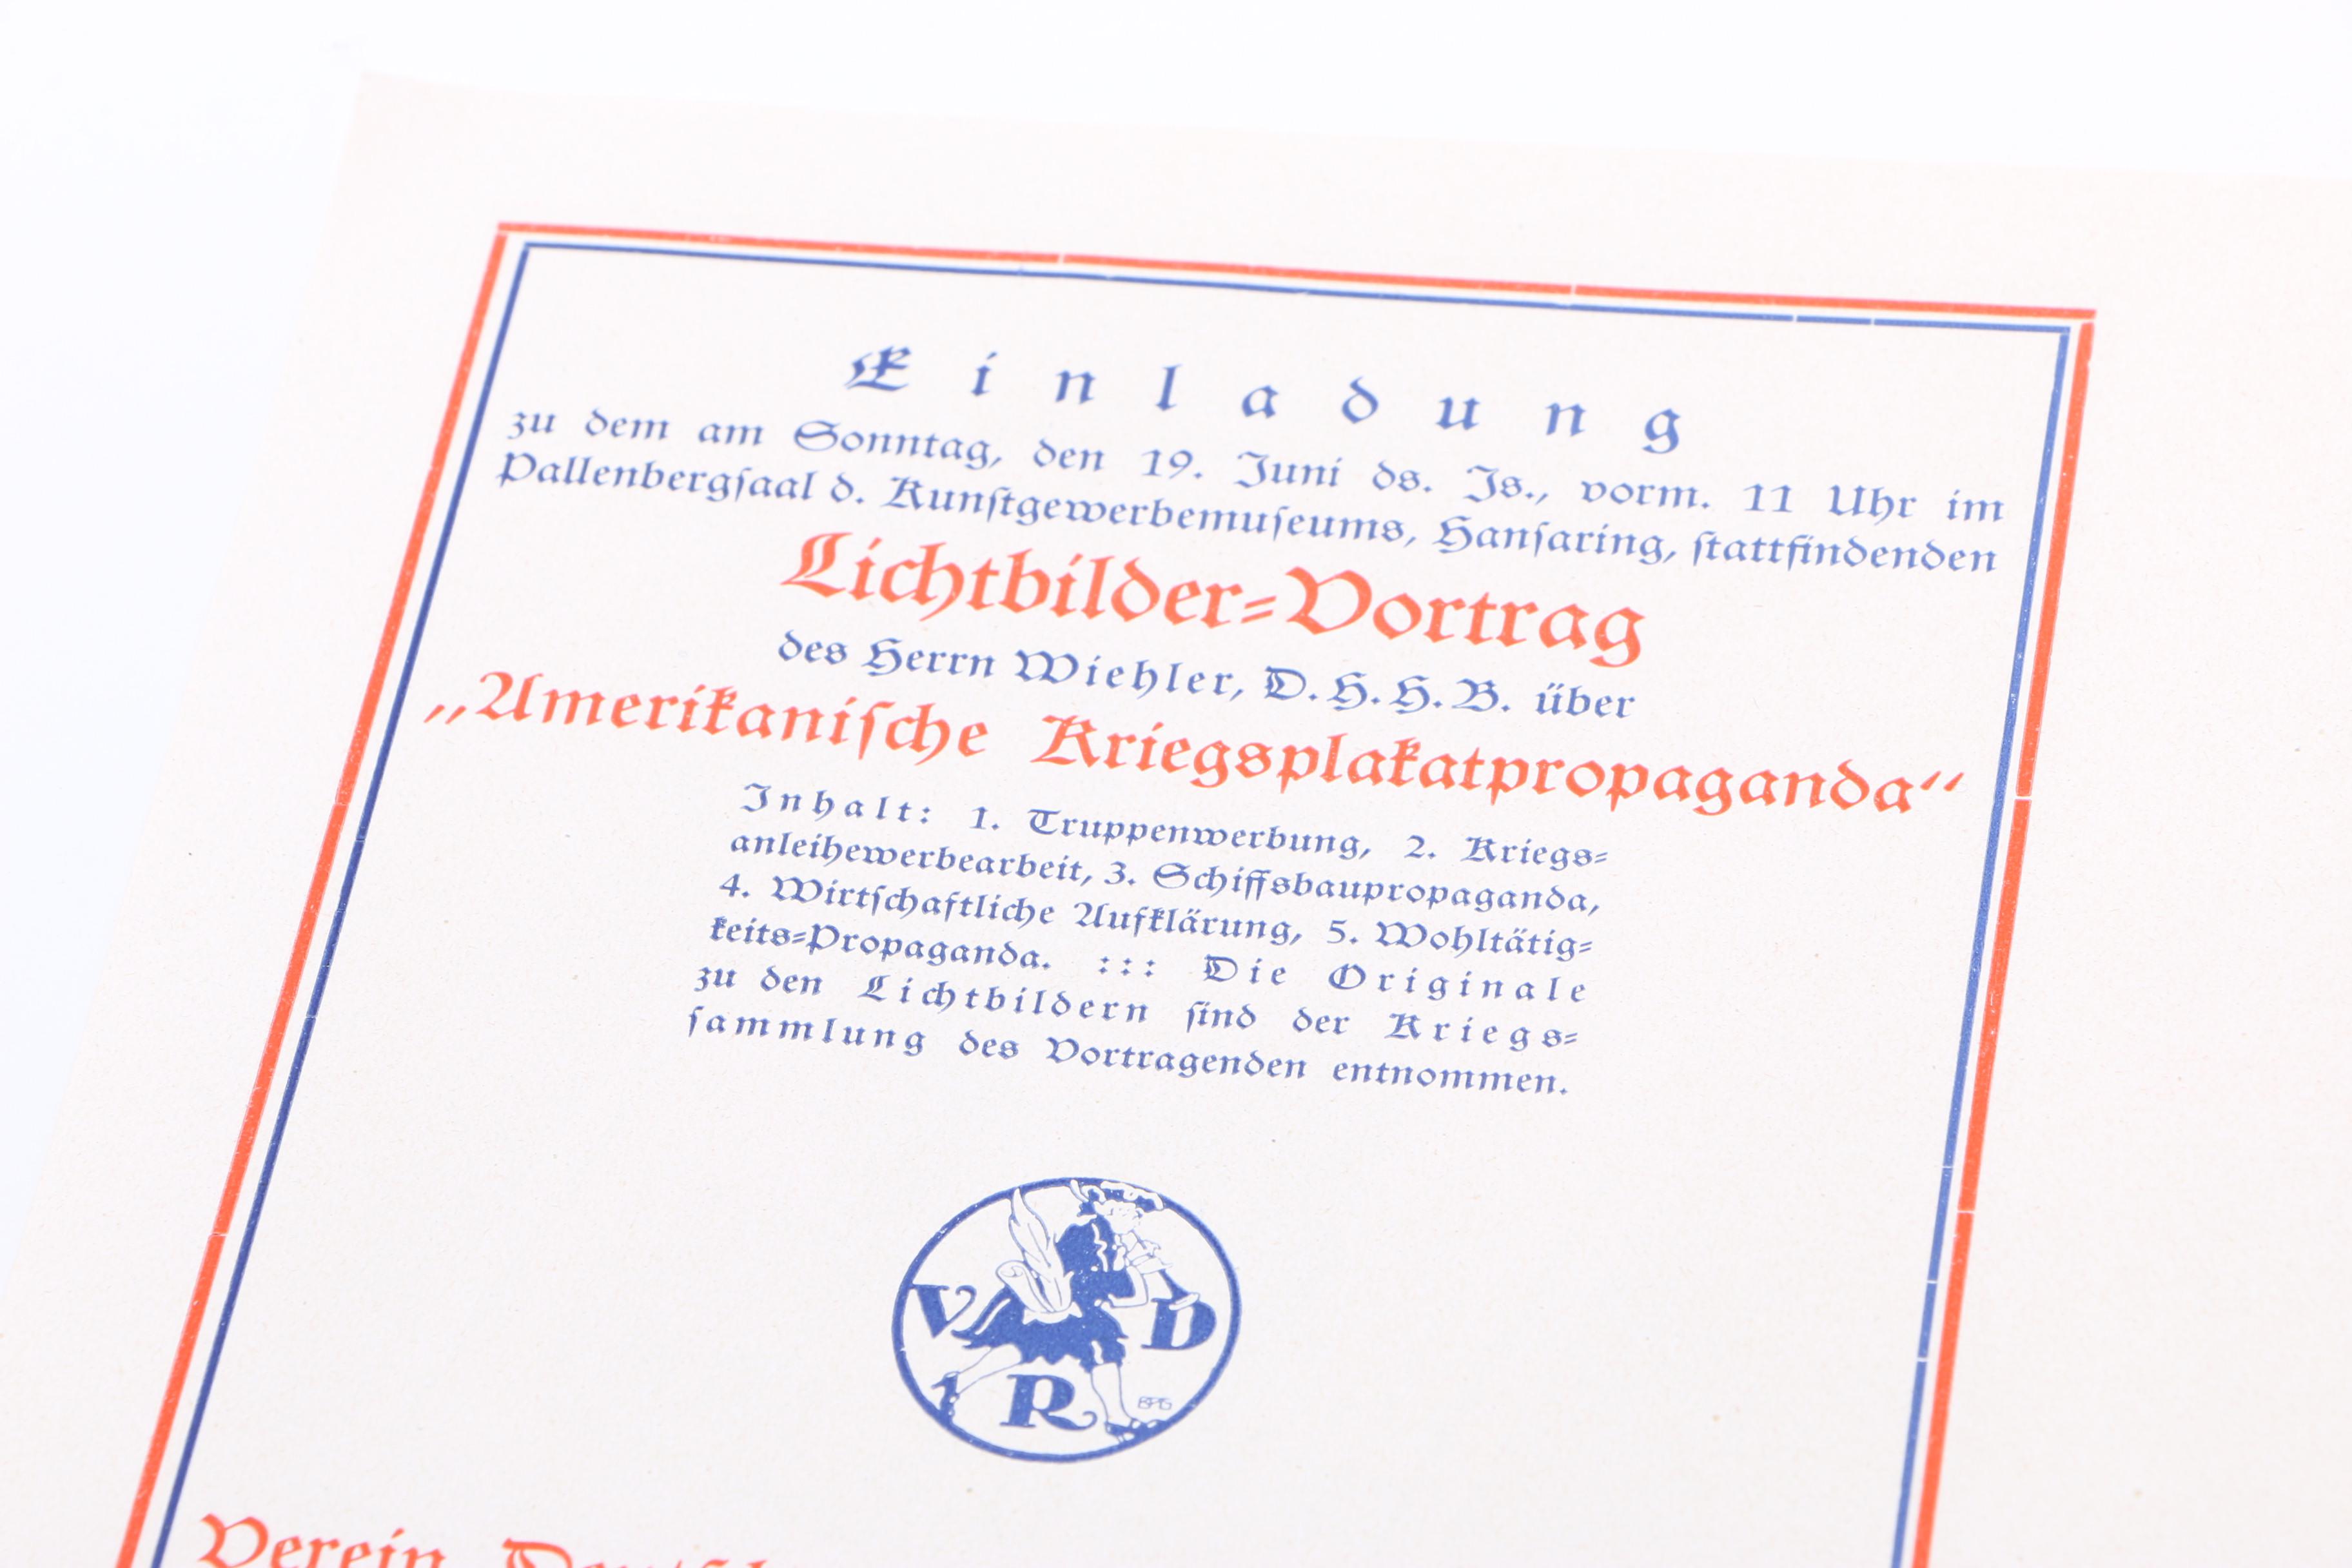 Einladung
zu dem am Sonntag, den 19. Juni ds. Js., vorm. 11 Uhr im
Pallenbergſaal d. Kunſtgewerbemuſeums, Hanſaring, ſtattfindenden
Lichtbilder-Vortrag
des Herrn Wiehler, D.H.H.B. über
„Amerikaniſche Kriegsplakatpropaganda“
Inhalt: 1. Truppenwerbung, 2. Kriegs-
anleihewerbearbeit, 3. Schiffsbaupropaganda,
4. Wirtſchaftliche Aufklärung, 5. Wohltätig-
keits-Propaganda. ::: Die Originale
zu den Lichtbildern ſind der Kriegs-
ſammlung des Vortragenden entnommen.
V D
R
Verein